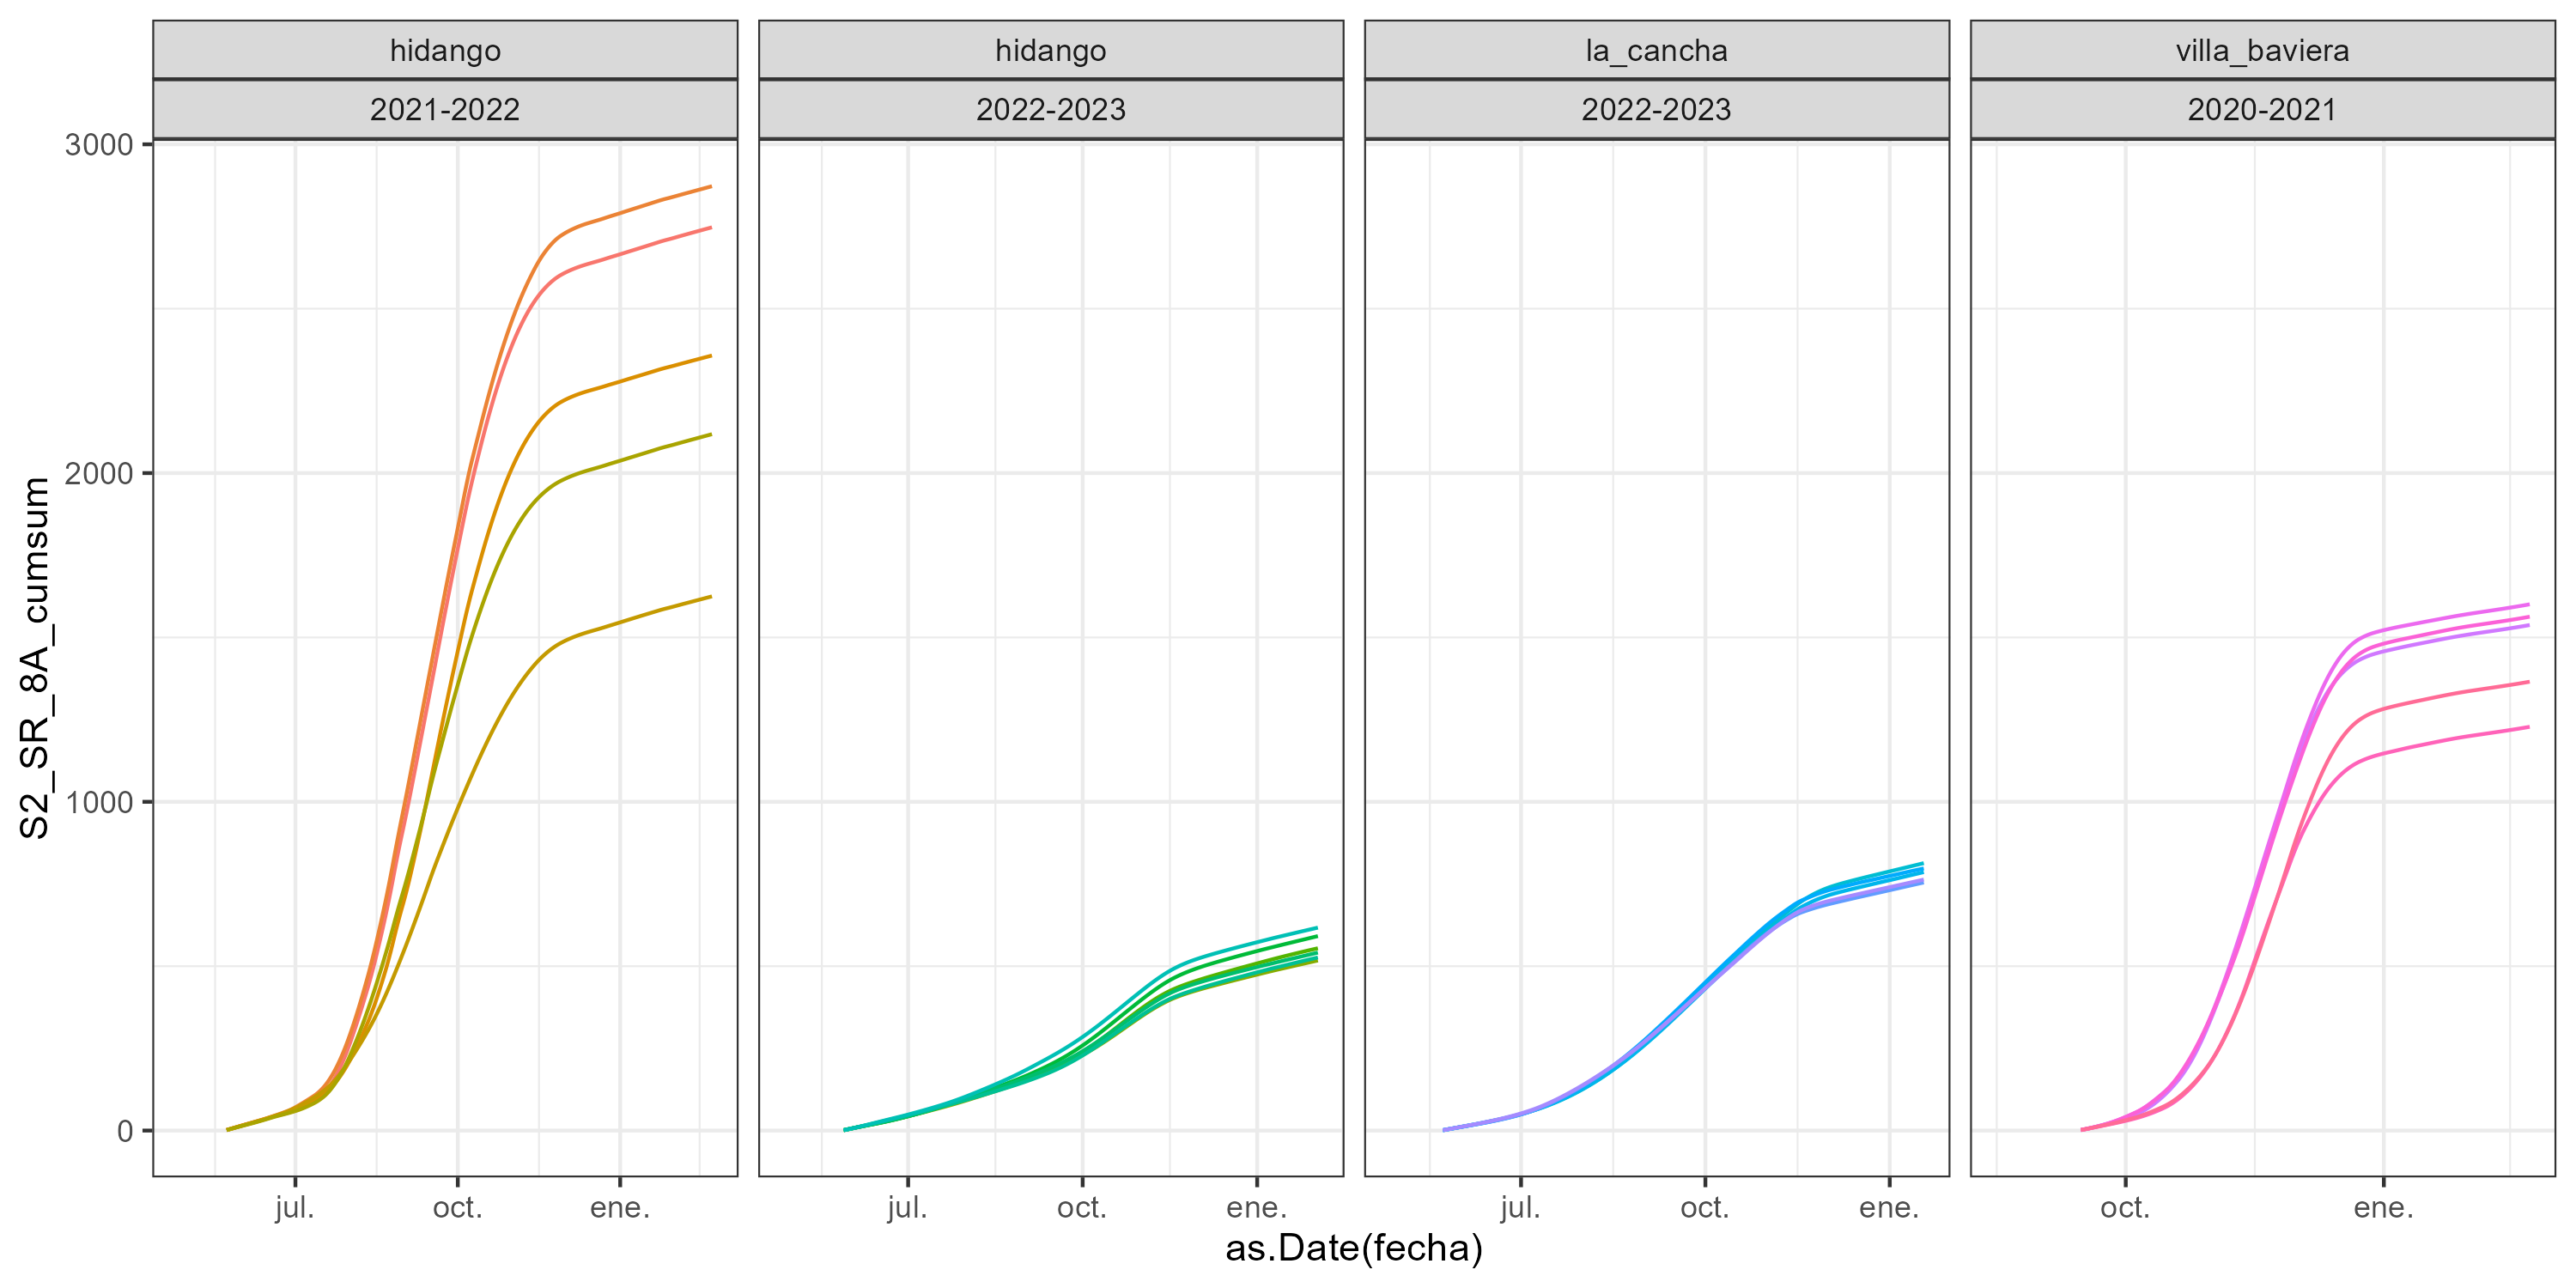 hidango
2021-2022
hidango
2022-2023
la_cancha
2022-2023
villa_baviera
2020-2021
S2_SR_8A_cumsum
3000
2000
1000
0
jul. oct. ene.
jul. oct. ene.
jul. oct. ene.
oct. ene.
as.Date(fecha)